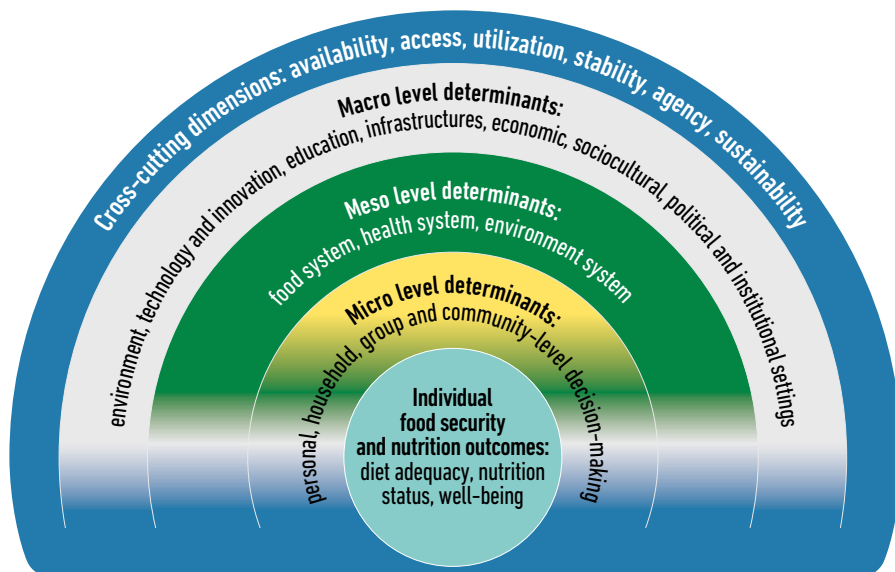 Cross-cutting dimensions: availability, access, utilization, stability, agency, sustainability
Macro level determinants:
environment, technology and innovation, education, infrastructures, economic, sociocultural, political and institutional settings
Meso level determinants:
food system, health system, environment system
Micro level determinants:
personal, household, group and community-level decision-making
Individual
food security
and nutrition outcomes:
diet adequacy, nutrition
status, well-being